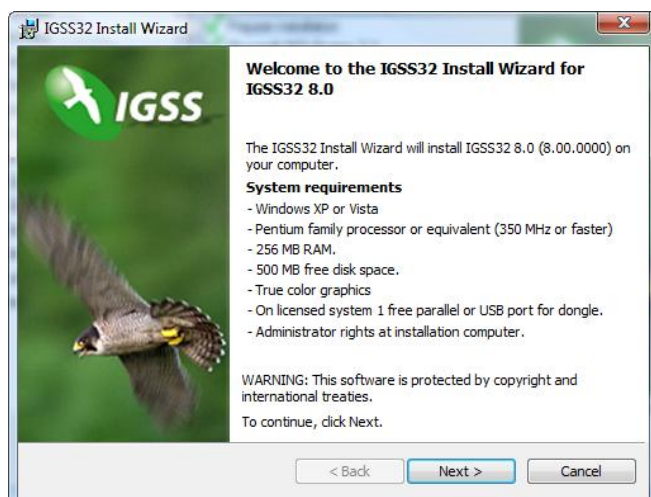 IGSS32 Install Wizard
IGSS
Welcome to the IGSS32 Install Wizard for
IGSS32 8.0
The IGSS32 Install Wizard will install IGSS32 8.0 (8.00.0000) on
your computer.
System requirements
- Windows XP or Vista
- Pentium family processor or equivalent (350 MHz or faster)
- 256 MB RAM.
- 500 MB free disk space.
- True color graphics
- On licensed system 1 free parallel or USB port for dongle.
- Administrator rights at installation computer.
WARNING: This software is protected by copyright and
international treaties.
To continue, click Next.
< Back Next > Cancel